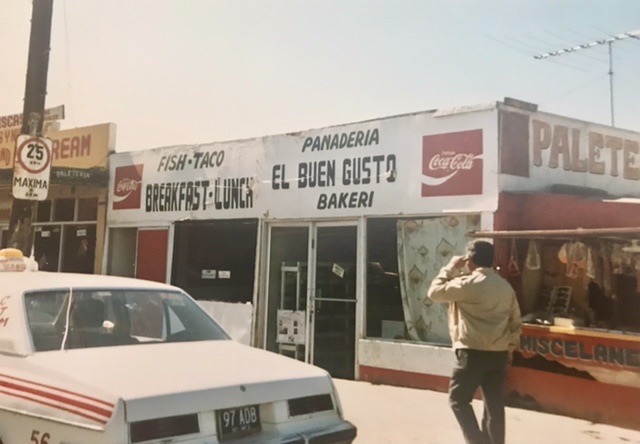 REAM
PALETERIA
25
MAXIMA
Coca-Cola
FISH-TACO
BREAKFAST-LUNCH
PANADERIA
EL BUEN GUSTO
BAKERI
Coca-Cola
PALETE
MISCELANE
97 ADB
56